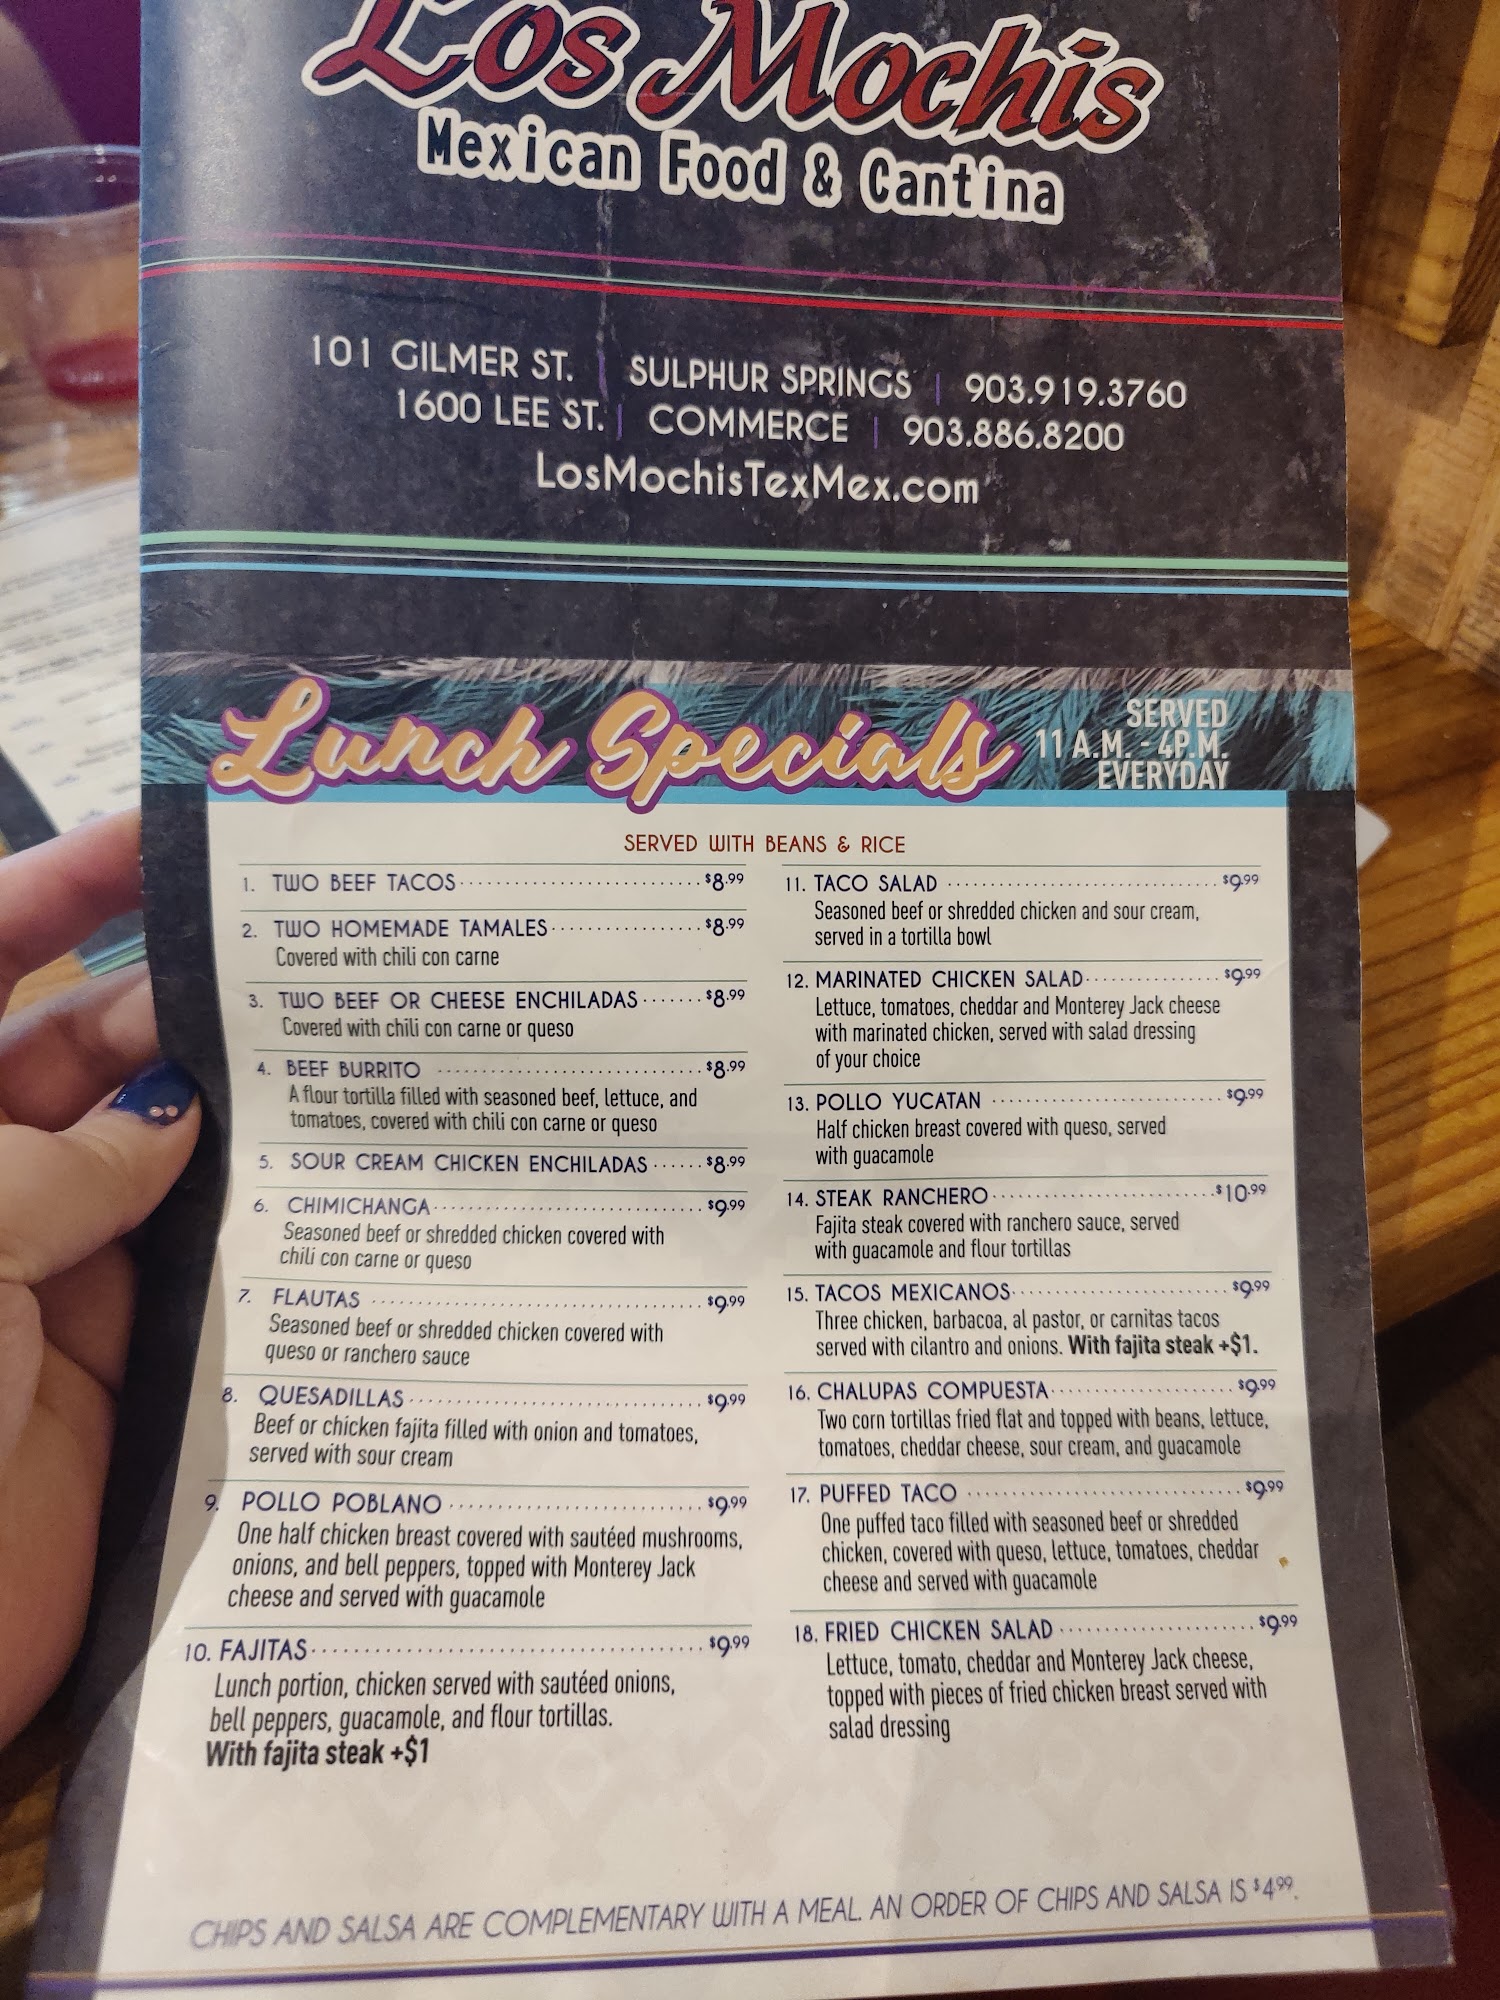 Los Mochis
Mexican Food & Cantina
101 GILMER ST. | SULPHUR SPRINGS | 903.919.3760
1600 LEE ST. | COMMERCE | 903.886.8200
LosMochisTexMex.com
Lunch Specials
SERVED
11 A.M. - 4P.M.
EVERYDAY
SERVED WITH BEANS & RICE
1. TWO BEEF TACOS $8.99
2. TWO HOMEMADE TAMALES $8.99
Covered with chili con carne
3. TWO BEEF OR CHEESE ENCHILADAS $8.99
Covered with chili con carne or queso
4. BEEF BURRITO $8.99
A flour tortilla filled with seasoned beef, lettuce, and
tomatoes, covered with chili con carne or queso
5. SOUR CREAM CHICKEN ENCHILADAS $8.99
6. CHIMICHANGA $9.99
Seasoned beef or shredded chicken covered with
chili con carne or queso
7. FLAUTAS $9.99
Seasoned beef or shredded chicken covered with
queso or ranchero sauce
8. QUESADILLAS $9.99
Beef or chicken fajita filled with onion and tomatoes,
served with sour cream
9. POLLO POBLANO $9.99
One half chicken breast covered with sautéed mushrooms,
onions, and bell peppers, topped with Monterey Jack
cheese and served with guacamole
10. FAJITAS $9.99
Lunch portion, chicken served with sautéed onions,
bell peppers, guacamole, and flour tortillas.
With fajita steak +$1
11. TACO SALAD $9.99
Seasoned beef or shredded chicken and sour cream,
served in a tortilla bowl
12. MARINATED CHICKEN SALAD $9.99
Lettuce, tomatoes, cheddar and Monterey Jack cheese
with marinated chicken, served with salad dressing
of your choice
13. POLLO YUCATAN $9.99
Half chicken breast covered with queso, served
with guacamole
14. STEAK RANCHERO $10.99
Fajita steak covered with ranchero sauce, served
with guacamole and flour tortillas
15. TACOS MEXICANOS $9.99
Three chicken, barbacoa, al pastor, or carnitas tacos
served with cilantro and onions. With fajita steak +$1.
16. CHALUPAS COMPUESTA $9.99
Two corn tortillas fried flat and topped with beans, lettuce,
tomatoes, cheddar cheese, sour cream, and guacamole
17. PUFFED TACO $9.99
One puffed taco filled with seasoned beef or shredded
chicken, covered with queso, lettuce, tomatoes, cheddar
cheese and served with guacamole
18. FRIED CHICKEN SALAD $9.99
Lettuce, tomato, cheddar and Monterey Jack cheese,
topped with pieces of fried chicken breast served with
salad dressing
CHIPS AND SALSA ARE COMPLEMENTARY WITH A MEAL. AN ORDER OF CHIPS AND SALSA IS $4.99.